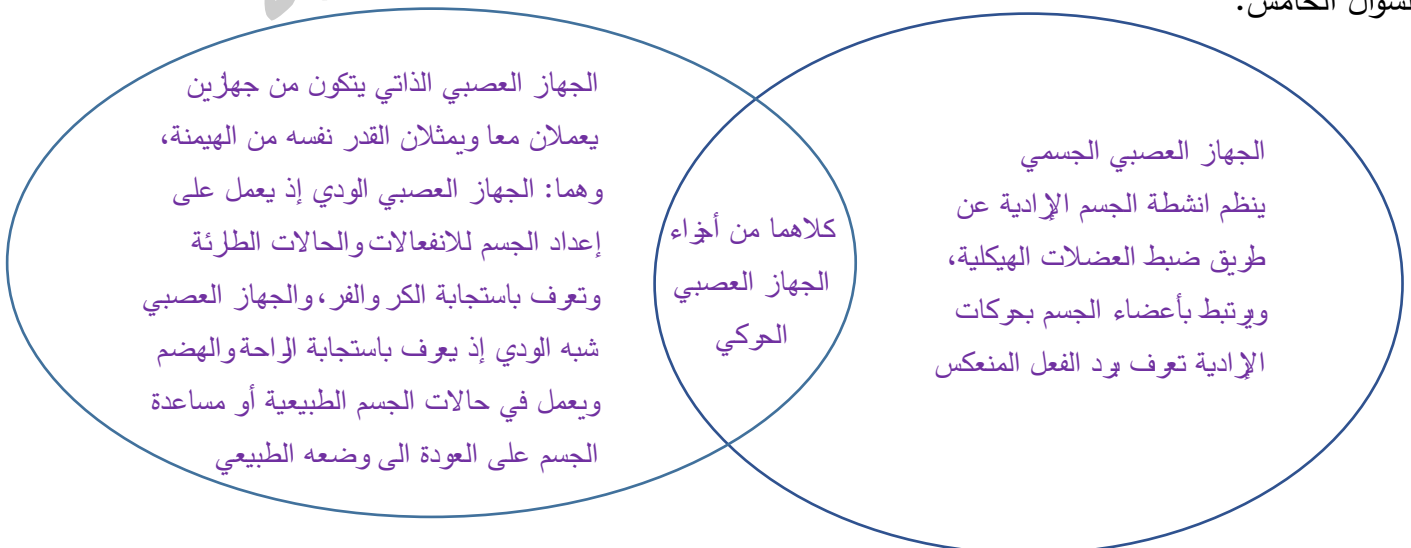 لسؤال الخامس:
الجهاز العصبي الجسمي
ينظم انشطة الجسم الإرادية عن
طريق ضبط العضلات الهيكلية،
ويرتبط بأعضاء الجسم بحركات
الإرادية تعرف برد الفعل المنعكس
كلاهما من أجزاء
الجهاز العصبي
الحركي
الجهاز العصبي الذاتي يتكون من جهازين
يعملان معا ويمثلان القدر نفسه من الهيمنة،
وهما: الجهاز العصبي الودي إذ يعمل على
إعداد الجسم للانفعالات والحالات الطارئة
وتعرف باستجابة الكر والفر، والجهاز العصبي
شبه الودي إذ يعرف باستجابة الراحة والهضم
ويعمل في حالات الجسم الطبيعية أو مساعدة
الجسم على العودة الى وضعه الطبيعي